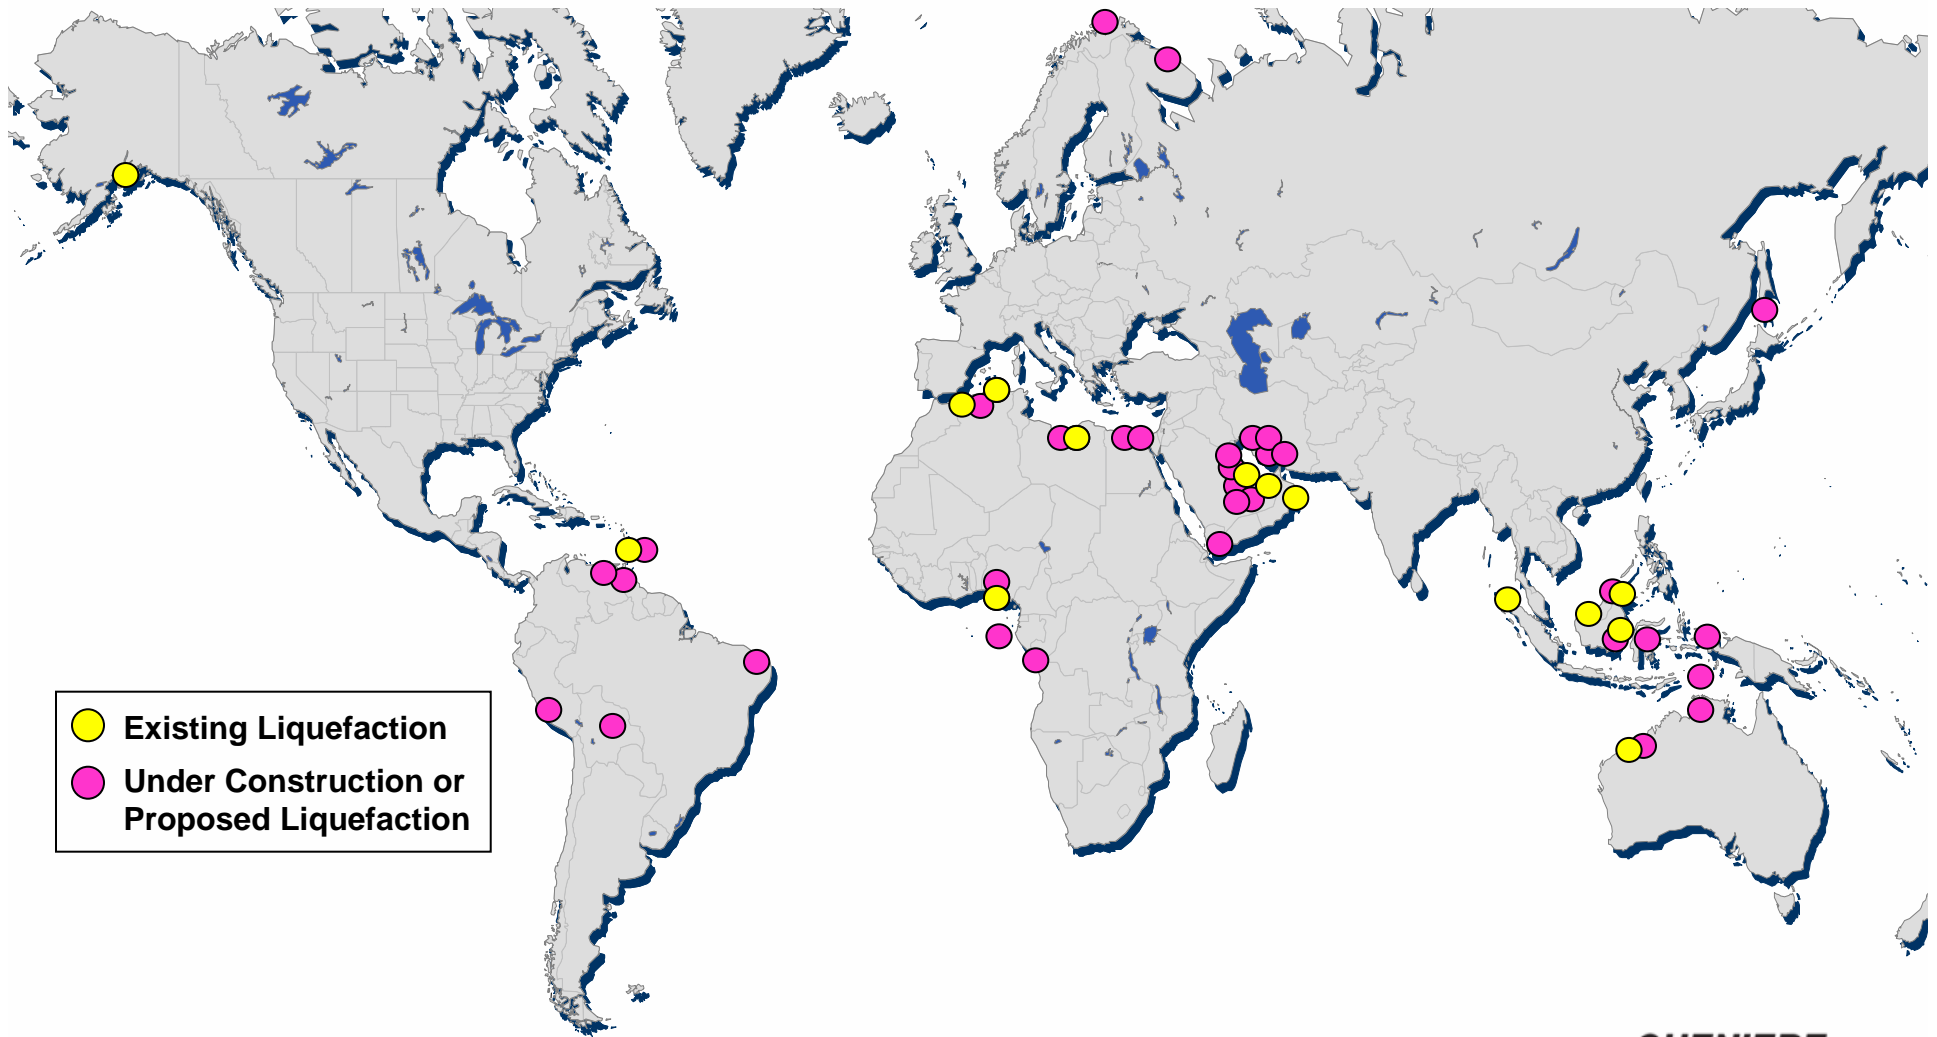 Existing Liquefaction
Under Construction or
Proposed Liquefaction